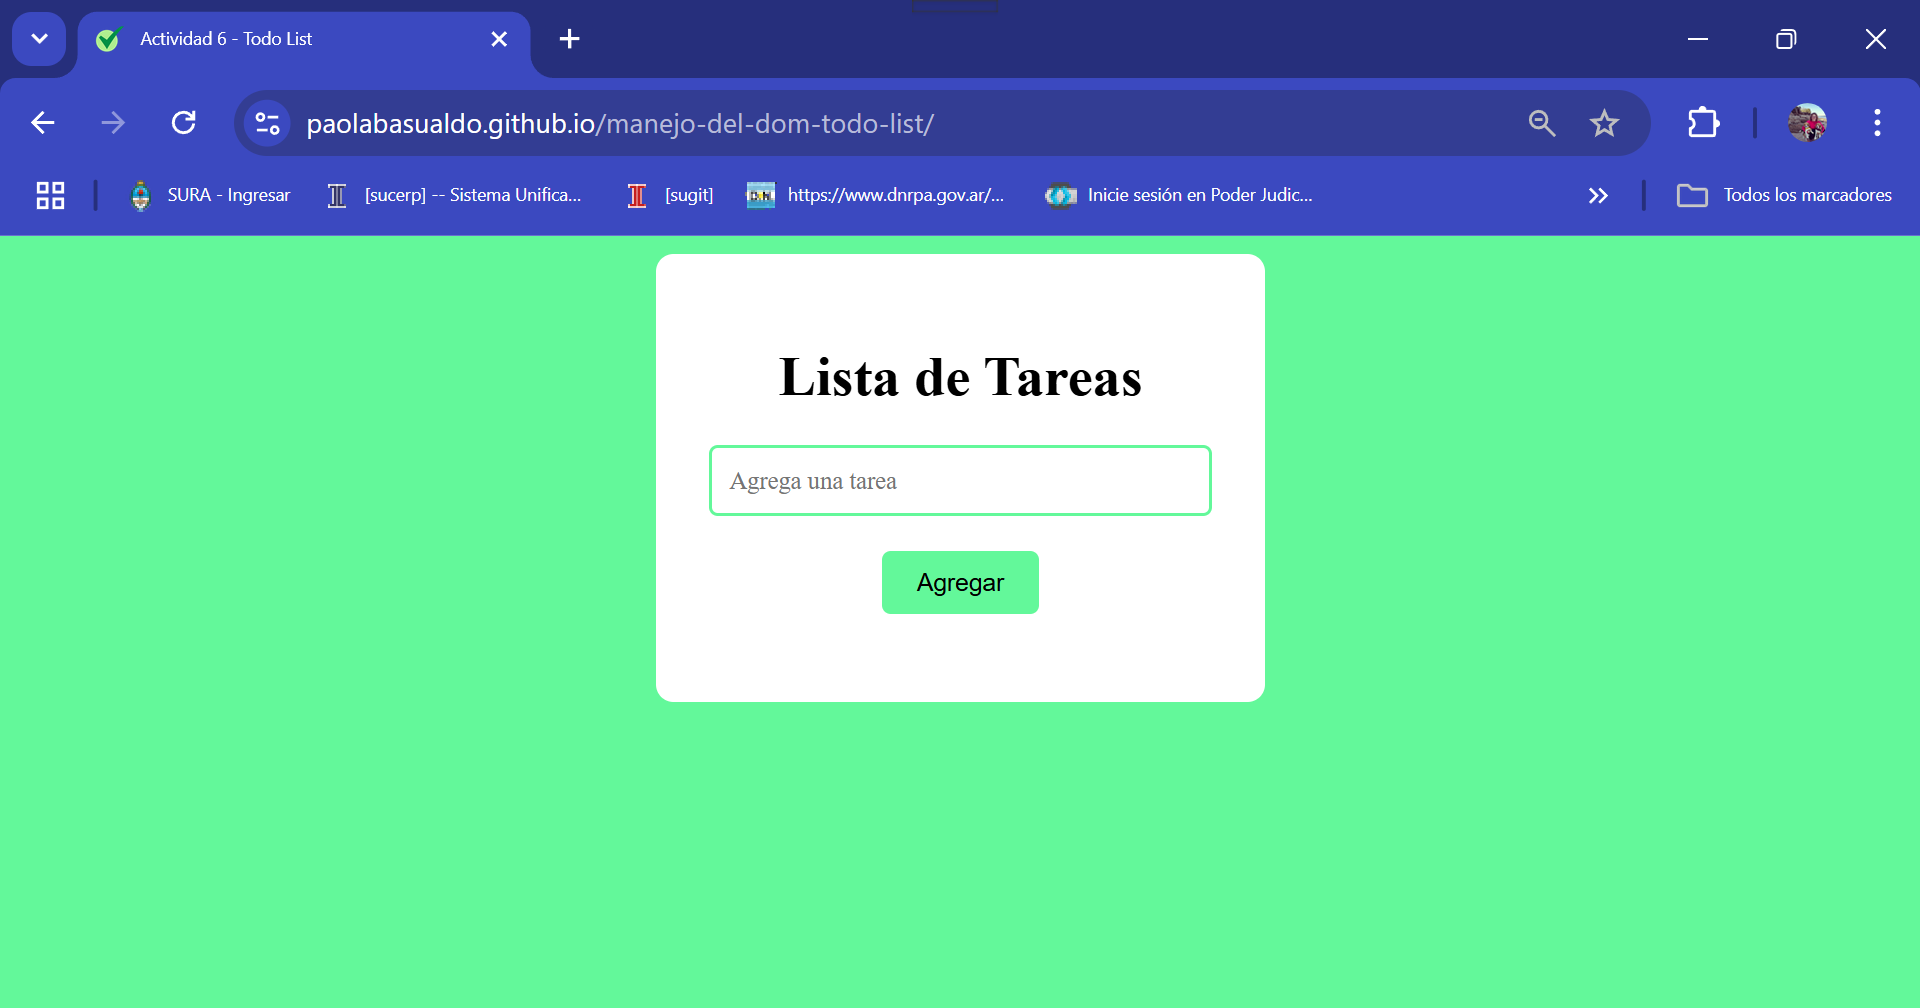 Actividad 6 - Todo List
paolabasualdo.github.io/manejo-del-dom-todo-list/
SURA - Ingresar
[sucerp] -- Sistema Unifica...
[sugit]
https://www.dnrpa.gov.ar/...
Inicie sesión en Poder Judic...
Todos los marcadores
Lista de Tareas
Agrega una tarea
Agregar